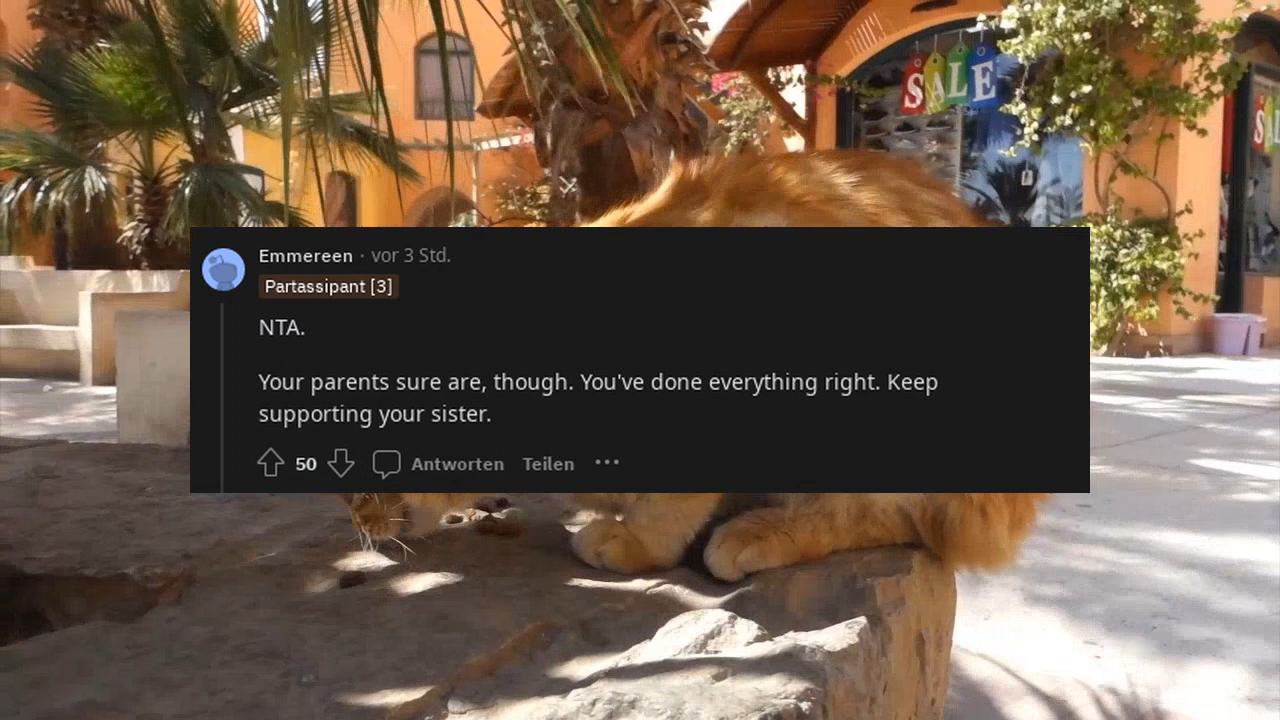 SALE
SAL
Emmereen · vor 3 Std.
Partassipant [3]
NTA.
Your parents sure are, though. You've done everything right. Keep
supporting your sister.
50 Antworten Teilen ···